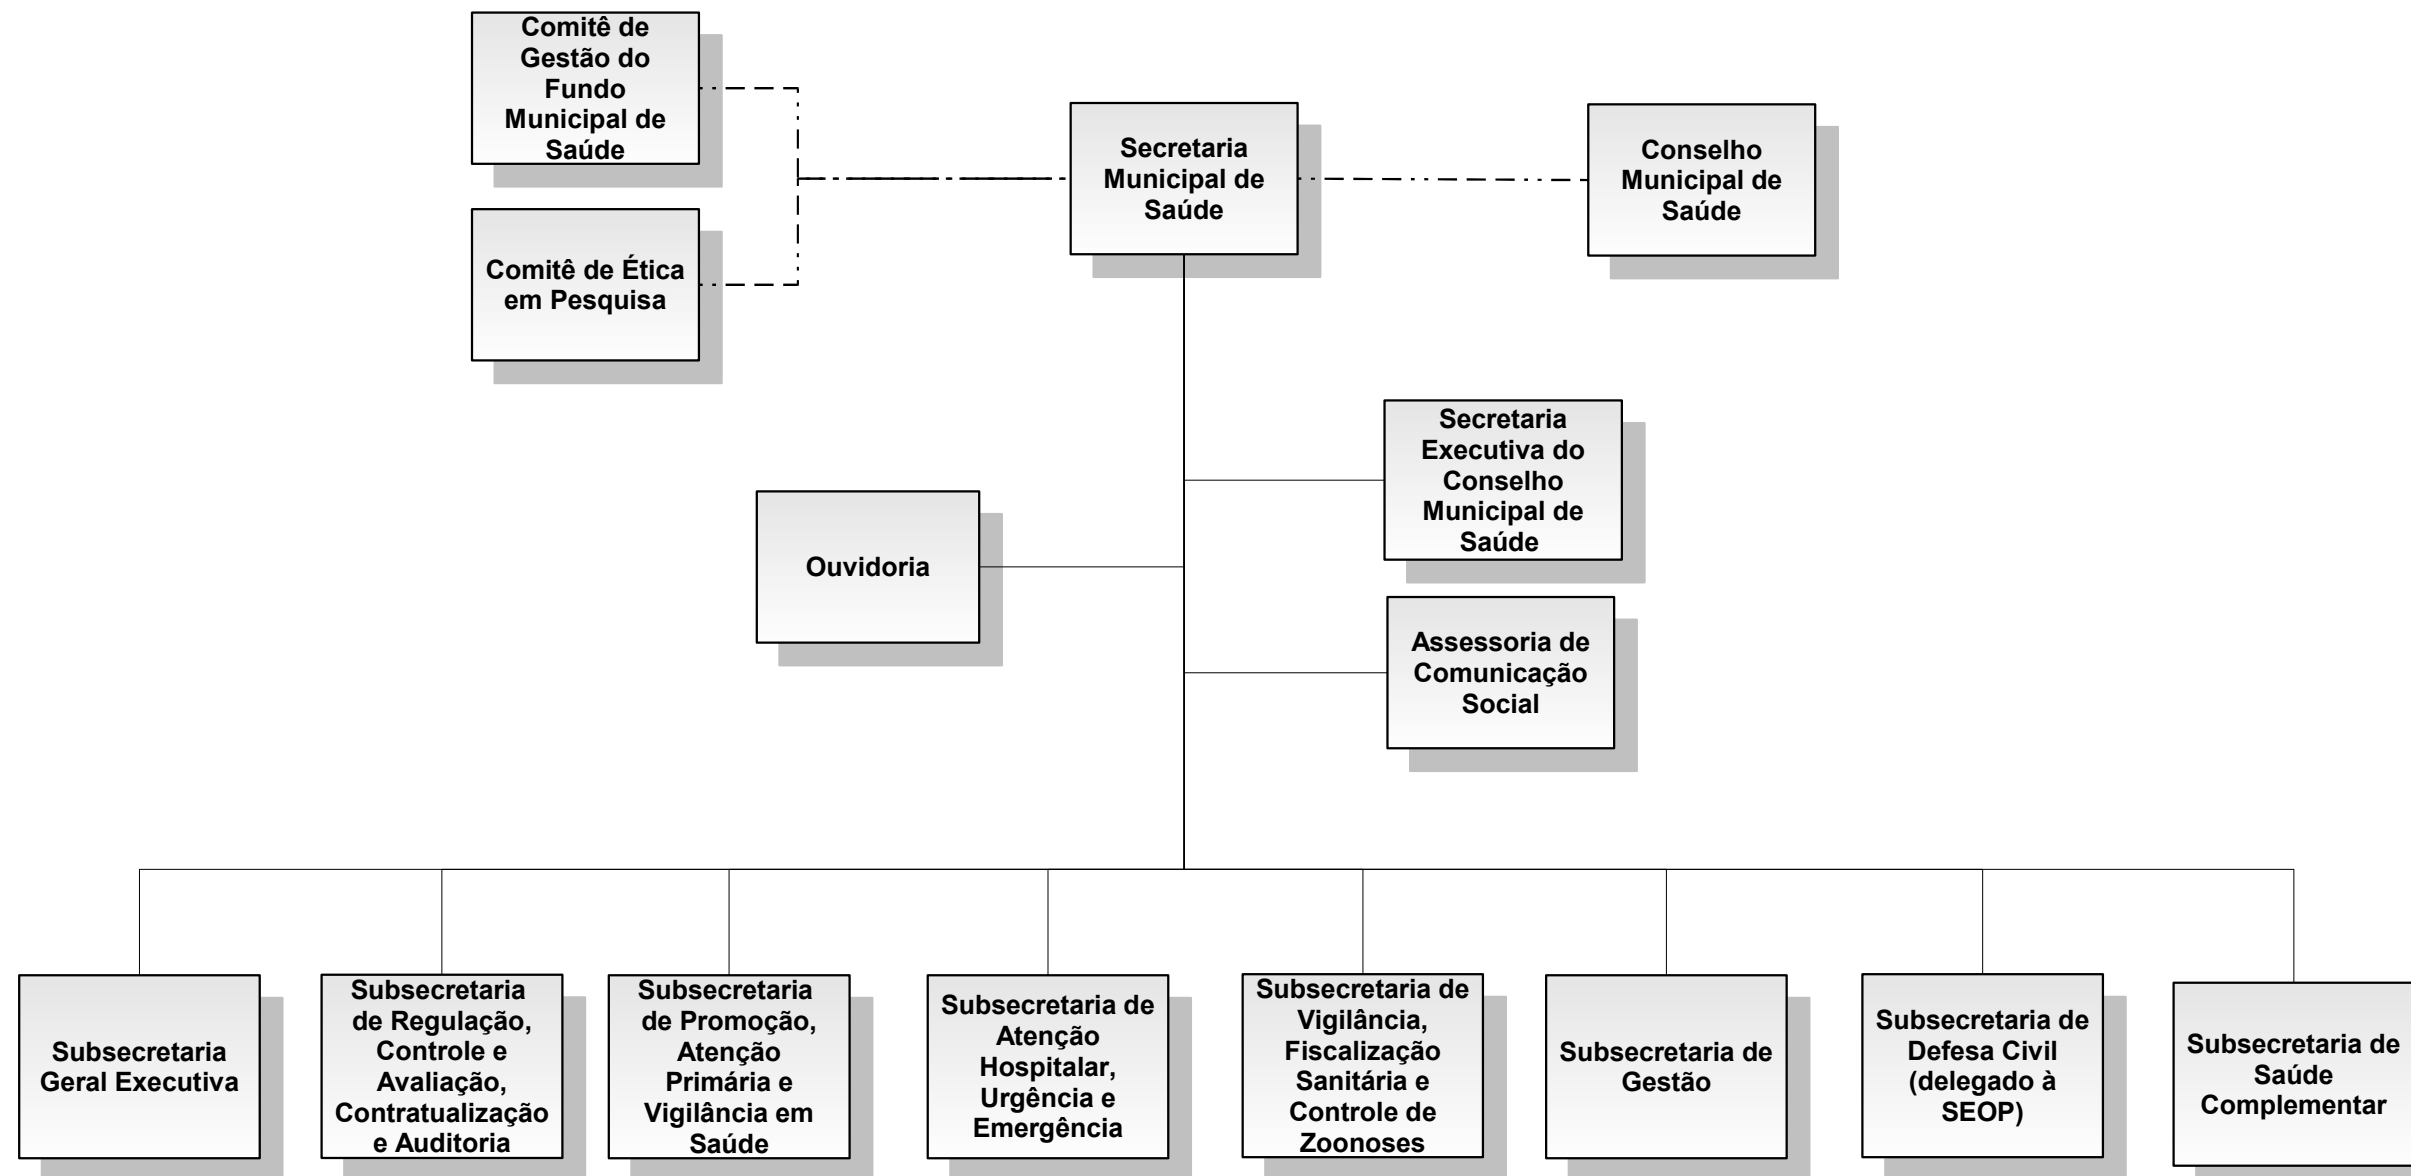 Comitê de
Gestão do
Fundo
Municipal de
Saúde
Secretaria
Municipal de
Saúde
Conselho
Municipal de
Saúde
Comitê de Ética
em Pesquisa
Secretaria
Executiva do
Conselho
Municipal de
Saúde
Ouvidoria
Assessoria de
Comunicação
Social
Subsecretaria
Geral Executiva
Subsecretaria
de Regulação,
Controle e
Avaliação,
Contratualização
e Auditoria
Subsecretaria
de Promoção,
Atenção
Primária e
Vigilância em
Saúde
Subsecretaria de
Atenção
Hospitalar,
Urgência e
Emergência
Subsecretaria de
Vigilância,
Fiscalização
Sanitária e
Controle de
Zoonoses
Subsecretaria de
Gestão
Subsecretaria de
Defesa Civil
(delegado à
SEOP)
Subsecretaria de
Saúde
Complementar